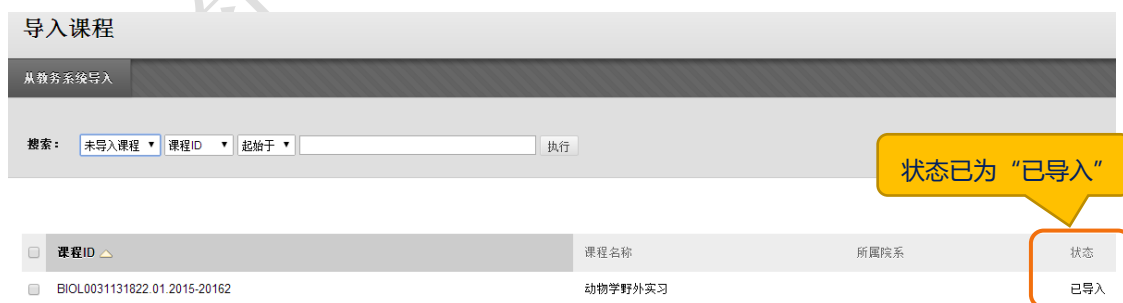 导入课程
从教务系统导入
搜索： 未导入课程 课程ID 起始于 执行
状态已为“已导入”
课程ID 课程名称 所属院系 状态
BIOL0031131822.01.2015-20162 动物学野外实习 已导入